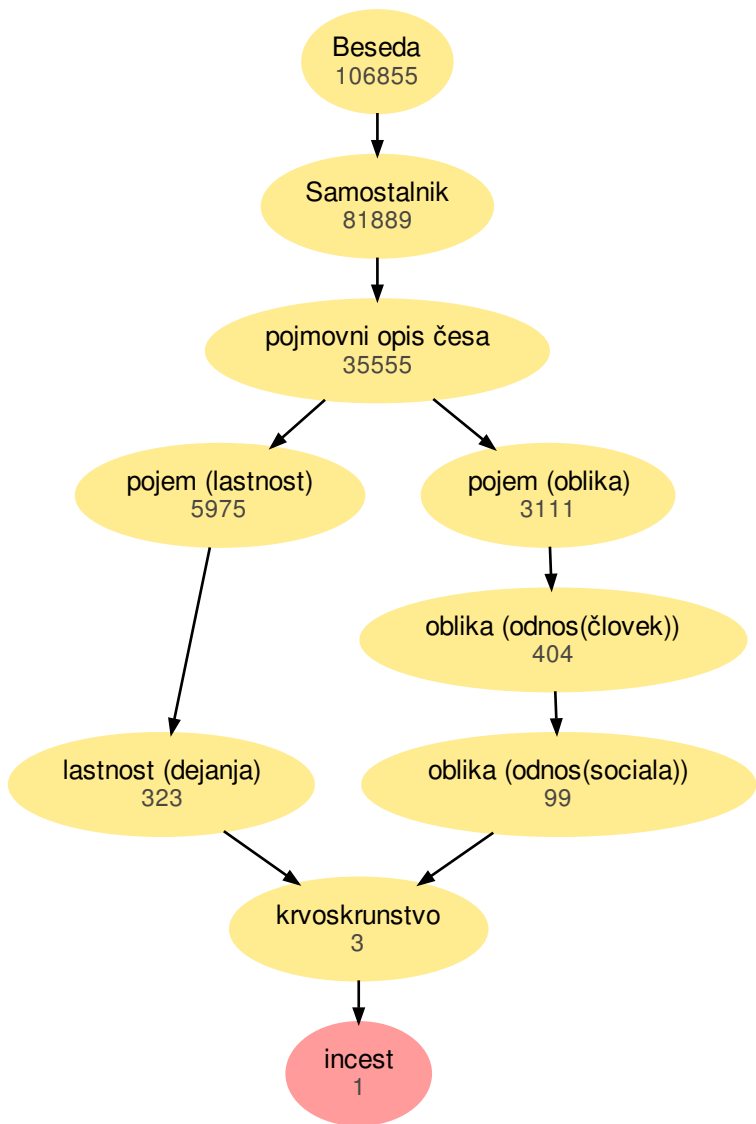 Beseda
106855
Samostalnik
81889
pojmovni opis česa
35555
pojem (lastnost)
5975
pojem (oblika)
3111
oblika (odnos(človek))
404
lastnost (dejanja)
323
oblika (odnos(sociala))
99
krvoskrunstvo
3
incest
1